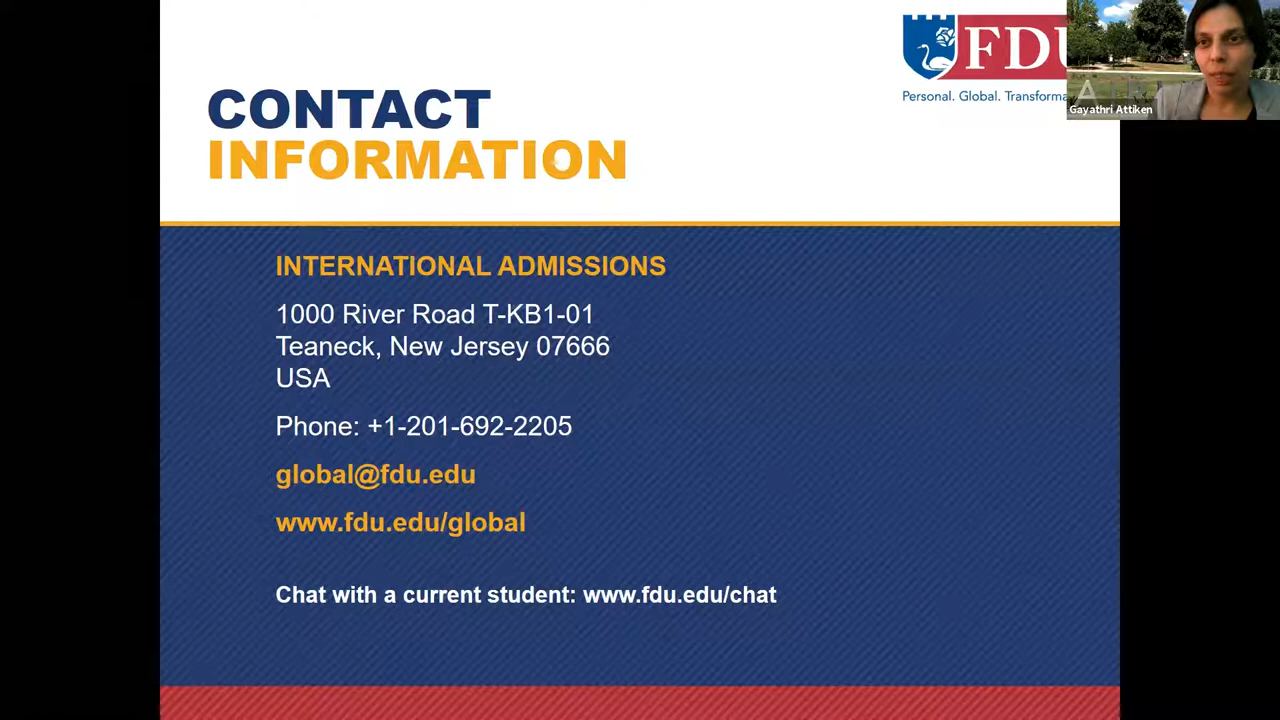 FDU
Personal. Global. Transforma
Gayathri Attiken
CONTACT
INFORMATION
INTERNATIONAL ADMISSIONS
1000 River Road T-KB1-01
Teaneck, New Jersey 07666
USA
Phone: +1-201-692-2205
global@fdu.edu
www.fdu.edu/global
Chat with a current student: www.fdu.edu/chat